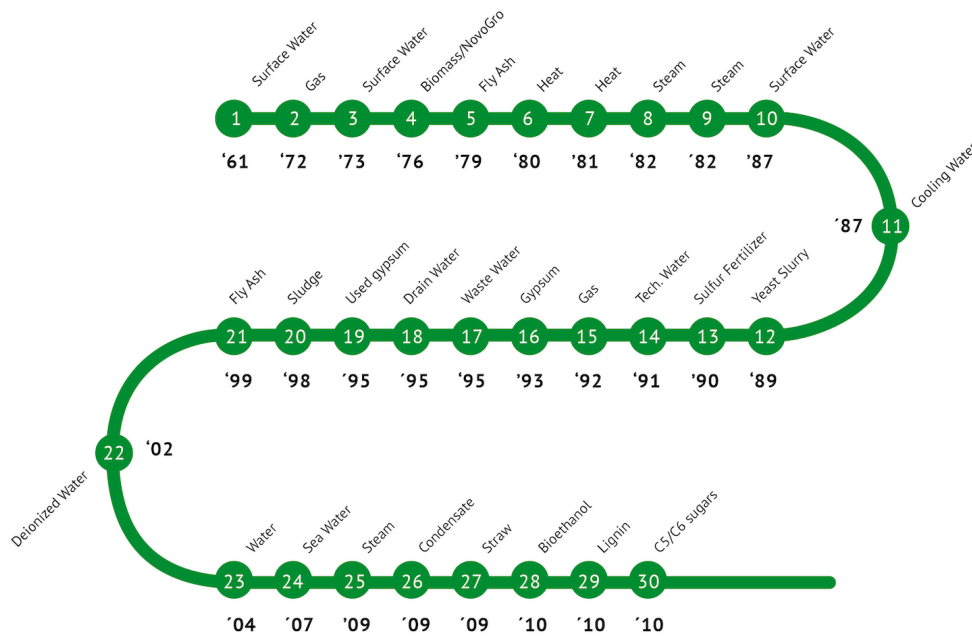 Surface Water
Gas
Surface Water
Biomass/NovoGro
Fly Ash
Heat
Heat
Steam
Steam
Surface Water
1
2
3
4
5
6
7
8
9
10
‘61
‘72
’73
‘76
’79
‘80
’81
‘82
´82
’87
Cooling Water
11
´87
Fly Ash
Sludge
Used gypsum
Drain Water
Waste Water
Gypsum
Gas
Tech. Water
Sulfur Fertilizer
Yeast Slurry
21
20
19
18
17
16
15
14
13
12
‘99
‘98
´95
´95
‘95
’93
‘92
‘91
’90
‘89
22
‘02
Deionized Water
Water
Sea Water
Steam
Condensate
Straw
Bioethanol
Lignin
C5/C6 sugars
23
24
25
26
27
28
29
30
´04
´07
’09
´09
´09
´10
´10
´10